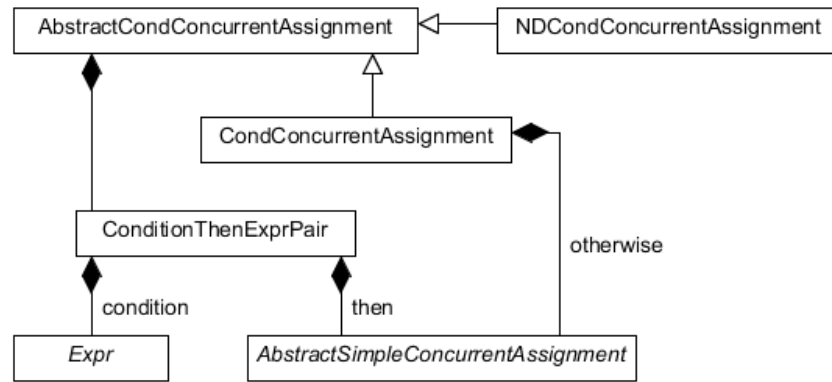 AbstractCondConcurrentAssignment
NDCondConcurrentAssignment
CondConcurrentAssignment
ConditionThenExprPair
otherwise
condition
then
Expr
AbstractSimpleConcurrentAssignment